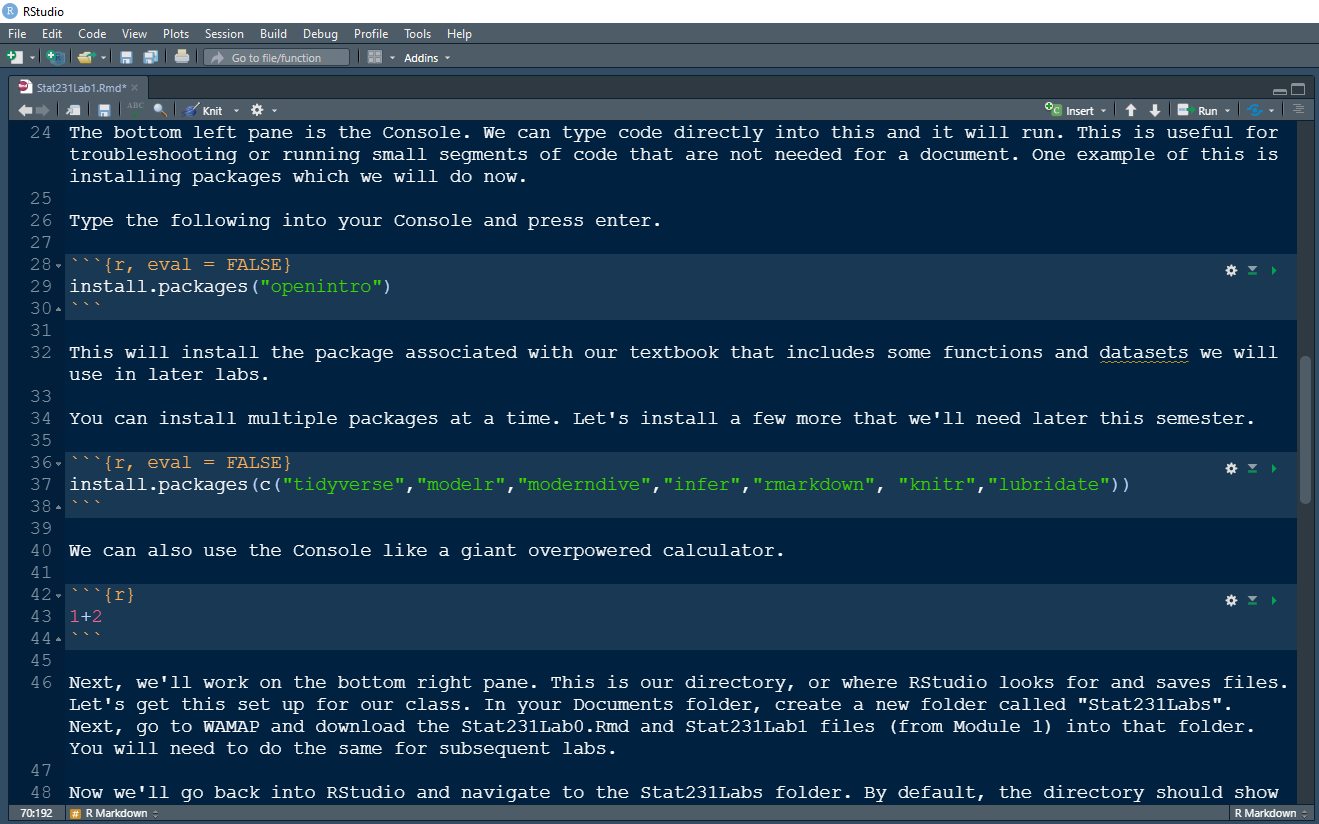 RStudio
File Edit Code View Plots Session Build Debug Profile Tools Help
Go to file/function Addins
Stat231Lab1.Rmd*
ABC Knit Insert Run
24 The bottom left pane is the Console. We can type code directly into this and it will run. This is useful for
troubleshooting or running small segments of code that are not needed for a document. One example of this is
installing packages which we will do now.
25
26 Type the following into your Console and press enter.
27
28 ```{r, eval = FALSE}
29 install.packages("openintro")
30 ```
31
32 This will install the package associated with our textbook that includes some functions and datasets we will
use in later labs.
33
34 You can install multiple packages at a time. Let's install a few more that we'll need later this semester.
35
36 ```{r, eval = FALSE}
37 install.packages(c("tidyverse","modelr","moderndive","infer","rmarkdown", "knitr","lubridate"))
38 ```
39
40 We can also use the Console like a giant overpowered calculator.
41
42 ```{r}
43 1+2
44 ```
45
46 Next, we'll work on the bottom right pane. This is our directory, or where RStudio looks for and saves files.
Let's get this set up for our class. In your Documents folder, create a new folder called "Stat231Labs".
Next, go to WAMAP and download the Stat231Lab0.Rmd and Stat231Lab1 files (from Module 1) into that folder.
You will need to do the same for subsequent labs.
47
48 Now we'll go back into RStudio and navigate to the Stat231Labs folder. By default, the directory should show
70:192 # R Markdown R Markdown